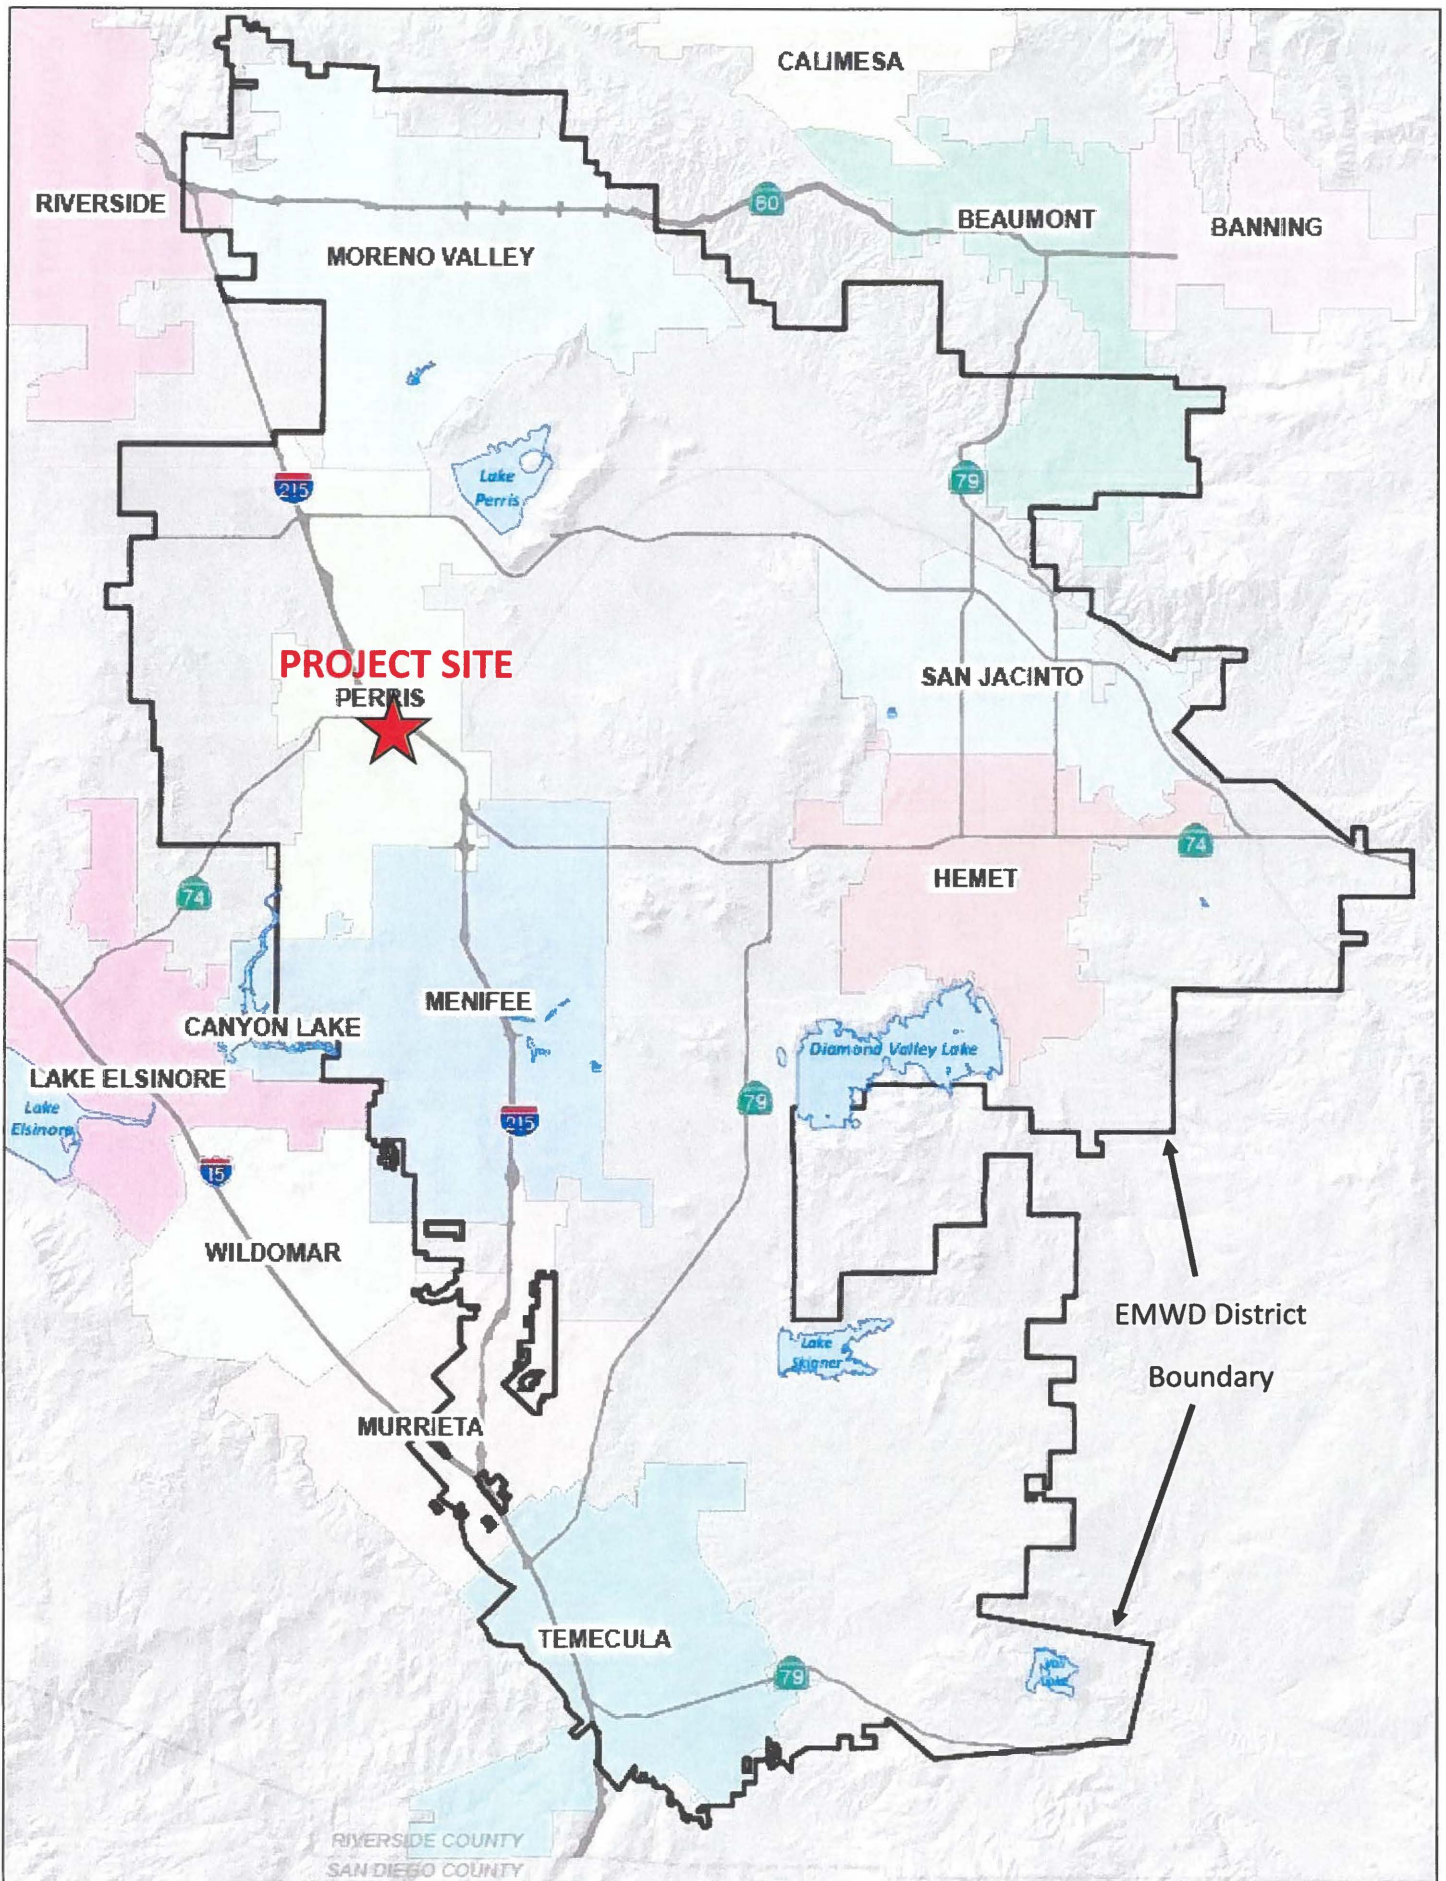 CALIMESA
RIVERSIDE
60
BEAUMONT
BANNING
MORENO VALLEY
Lake
Perris
215
79
PROJECT SITE
PERRIS
SAN JACINTO
74
HEMET
74
MENIFEE
CANYON LAKE
Diamond Valley Lake
LAKE ELSINORE
Lake
Elsinore
79
215
15
WILDOMAR
EMWD District
Boundary
Lake
Skinner
MURRIETA
TEMECULA
79
RIVERSIDE COUNTY
SAN DIEGO COUNTY